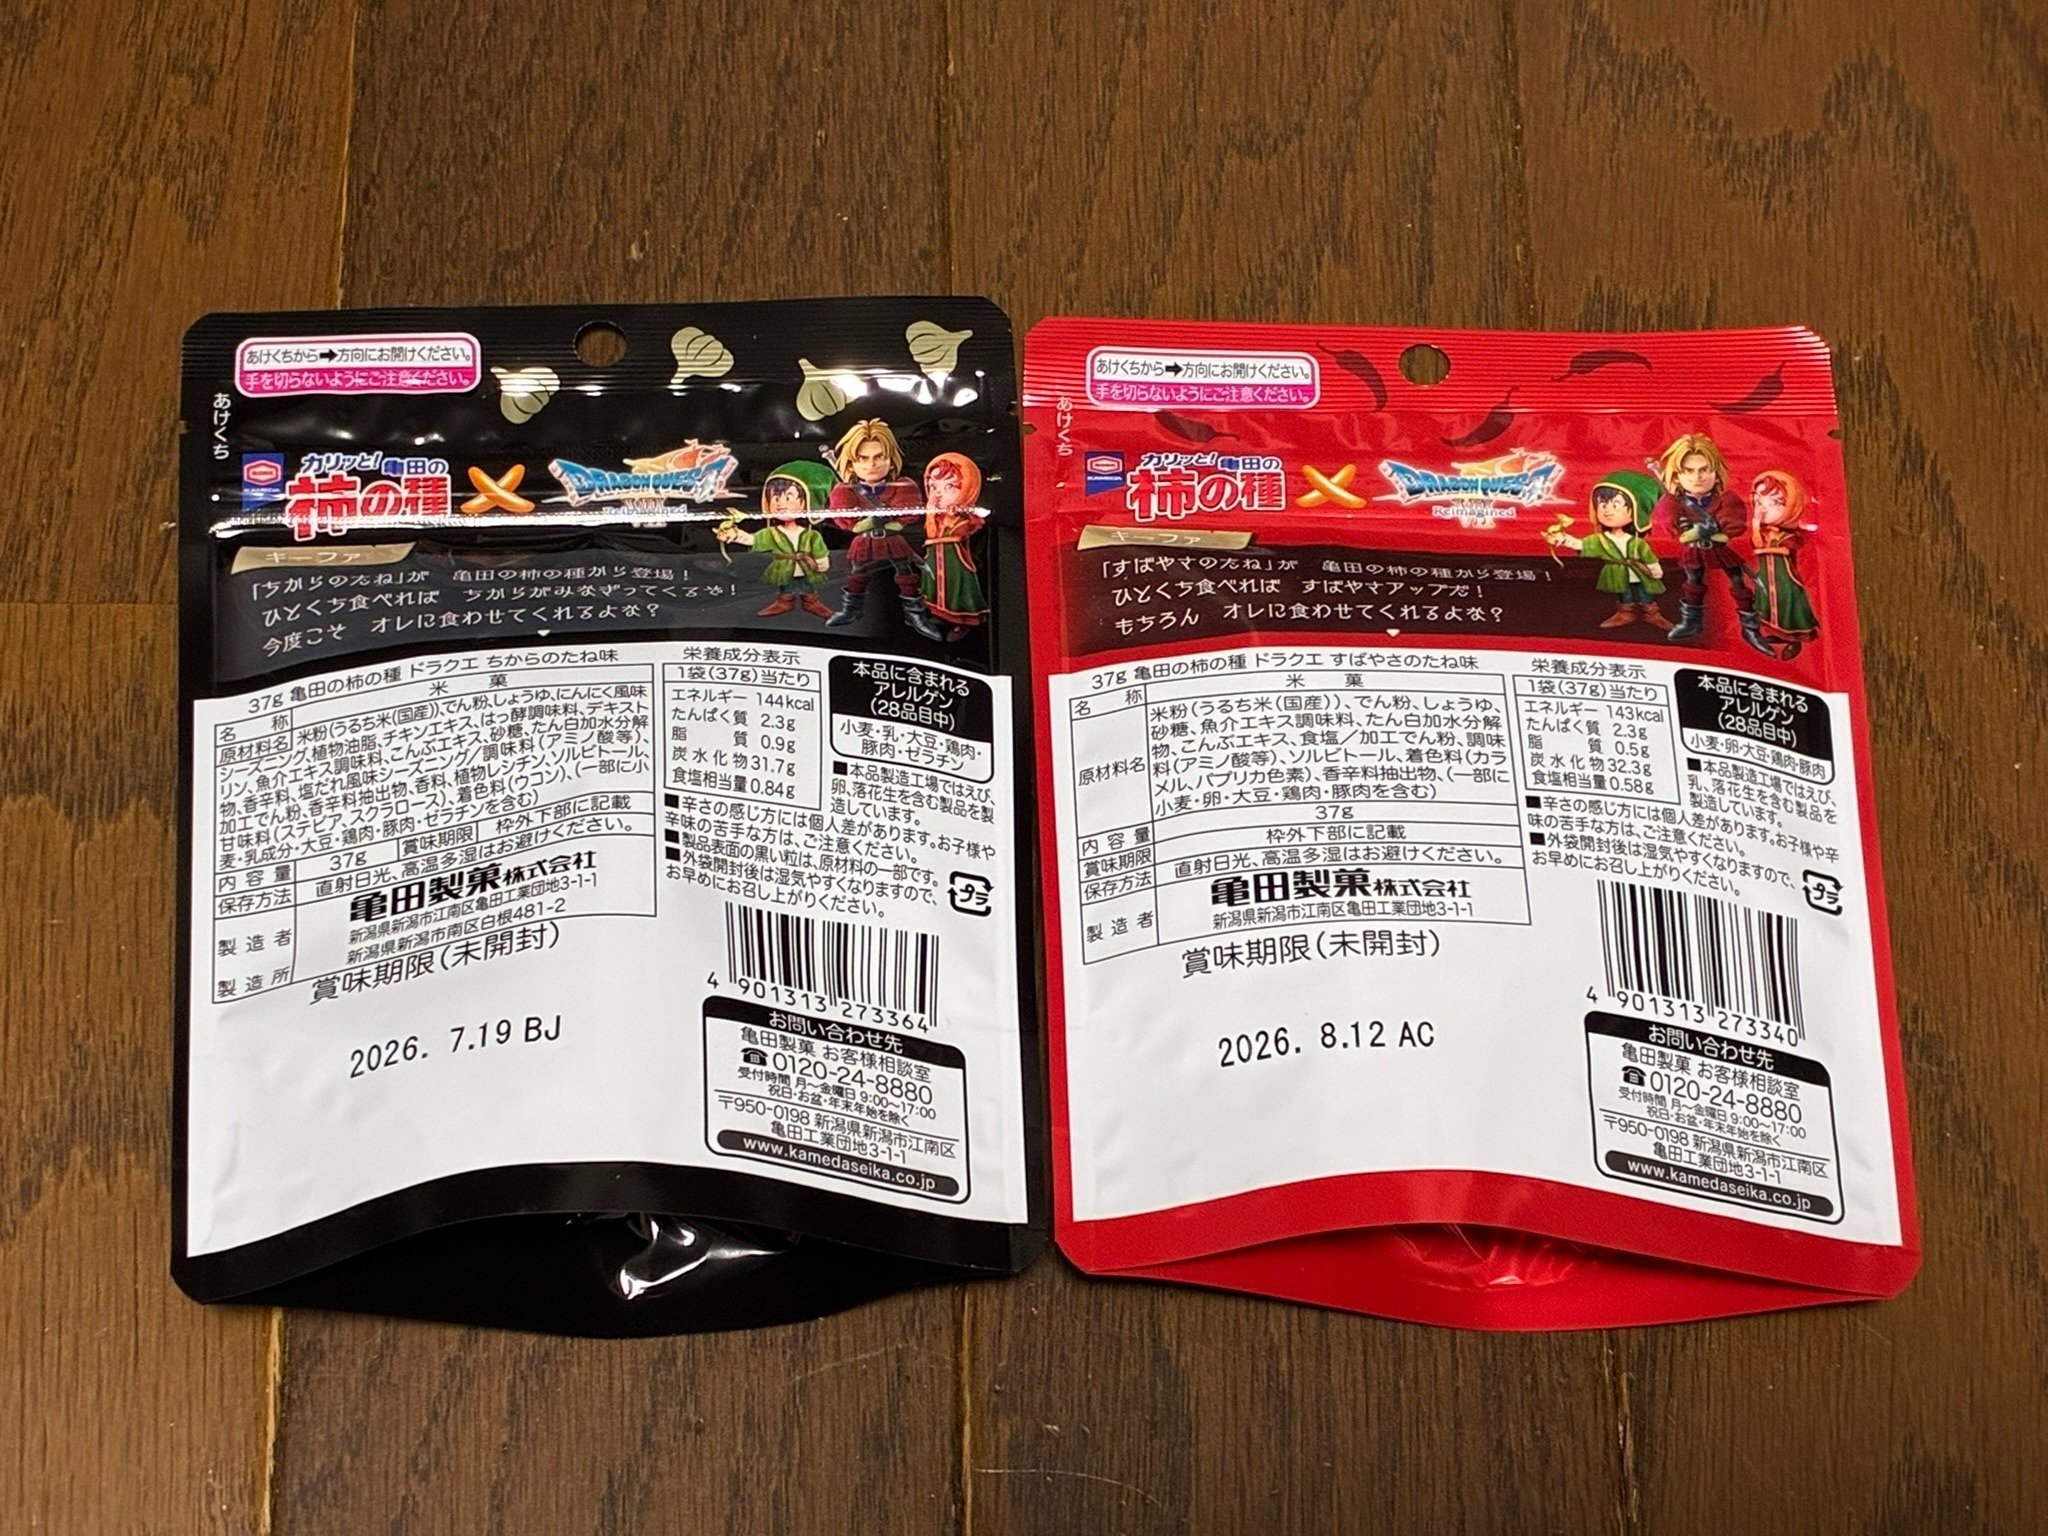 あけくちから➡方向にお開けください。
手を切らないようにご注意ください。
あけくち
KAMEDA
カリッと!亀田の
柿の種
DRAGON QUEST
VII
Reimagined
キーファ
「ちからのたね」が 亀田の柿の種から登場！
ひとくち食べれば ちからがみなぎってくるぞ！
今度こそ オレに食わせてくれるよな？
37g 亀田の柿の種 ドラクエ ちからのたね味
名称 米菓
原材料名 米粉(うるち米(国産))、でん粉、しょうゆ、にんにく風味
シーズニング、植物油脂、チキンエキス、はっ酵調味料、デキスト
リン、魚介エキス調味料、こんぶエキス、砂糖、たん白加水分解
物、香辛料、塩だれ風味シーズニング／調味料(アミノ酸等)、
加工でん粉、香辛料抽出物、香料、植物レシチン、ソルビトール、
甘味料(ステビア、スクラロース)、着色料(ウコン)、(一部に小
麦・乳成分・大豆・鶏肉・豚肉・ゼラチンを含む)
内容量 37g 賞味期限 枠外下部に記載
保存方法 直射日光、高温多湿はお避けください。
製造者 亀田製菓株式会社
新潟県新潟市江南区亀田工業団地3-1-1
製造所 新潟県新潟市南区白根481-2
賞味期限(未開封)
2026. 7.19 BJ
栄養成分表示
1袋(37g)当たり
エネルギー 144kcal
たんぱく質 2.3g
脂質 0.9g
炭水化物 31.7g
食塩相当量 0.84g
本品に含まれる
アレルゲン
(28品目中)
小麦・乳・大豆・鶏肉・
豚肉・ゼラチン
■本品製造工場ではえび、
卵、落花生を含む製品を製
造しています。
■辛さの感じ方には個人差があります。お子様や
辛味の苦手な方は、ご注意ください。
■製品表面の黒い粒は、原材料の一部です。
■外袋開封後は湿気やすくなりますので、
お早めにお召し上がりください。
プラ
4 901313 273364
お問い合わせ先
亀田製菓 お客様相談室
☎0120-24-8880
受付時間 月〜金曜日 9:00〜17:00
祝日・お盆・年末年始を除く
〒950-0198 新潟県新潟市江南区
亀田工業団地3-1-1
www.kamedaseika.co.jp
あけくちから➡方向にお開けください。
手を切らないようにご注意ください。
あけくち
KAMEDA
カリッと!亀田の
柿の種
DRAGON QUEST
VII
Reimagined
キーファ
「すばやさのたね」が 亀田の柿の種から登場！
ひとくち食べれば すばやさアップだ！
もちろん オレに食わせてくれるよな？
37g 亀田の柿の種 ドラクエ すばやさのたね味
名称 米菓
原材料名 米粉(うるち米(国産))、でん粉、しょうゆ、
砂糖、魚介エキス調味料、たん白加水分解
物、こんぶエキス、食塩／加工でん粉、調味
料(アミノ酸等)、ソルビトール、着色料(カラ
メル、パプリカ色素)、香辛料抽出物、(一部に
小麦・卵・大豆・鶏肉・豚肉を含む)
内容量 37g
賞味期限 枠外下部に記載
保存方法 直射日光、高温多湿はお避けください。
製造者 亀田製菓株式会社
新潟県新潟市江南区亀田工業団地3-1-1
賞味期限(未開封)
2026. 8.12 AC
栄養成分表示
1袋(37g)当たり
エネルギー 143kcal
たんぱく質 2.3g
脂質 0.5g
炭水化物 32.3g
食塩相当量 0.58g
本品に含まれる
アレルゲン
(28品目中)
小麦・卵・大豆・鶏肉・豚肉
■本品製造工場ではえび、
乳、落花生を含む製品を
製造しています。
■辛さの感じ方には個人差があります。お子様や辛
味の苦手な方は、ご注意ください。
■外袋開封後は湿気やすくなりますので、
お早めにお召し上がりください。
プラ
4 901313 273340
お問い合わせ先
亀田製菓 お客様相談室
☎0120-24-8880
受付時間 月〜金曜日 9:00〜17:00
祝日・お盆・年末年始を除く
〒950-0198 新潟県新潟市江南区
亀田工業団地3-1-1
www.kamedaseika.co.jp